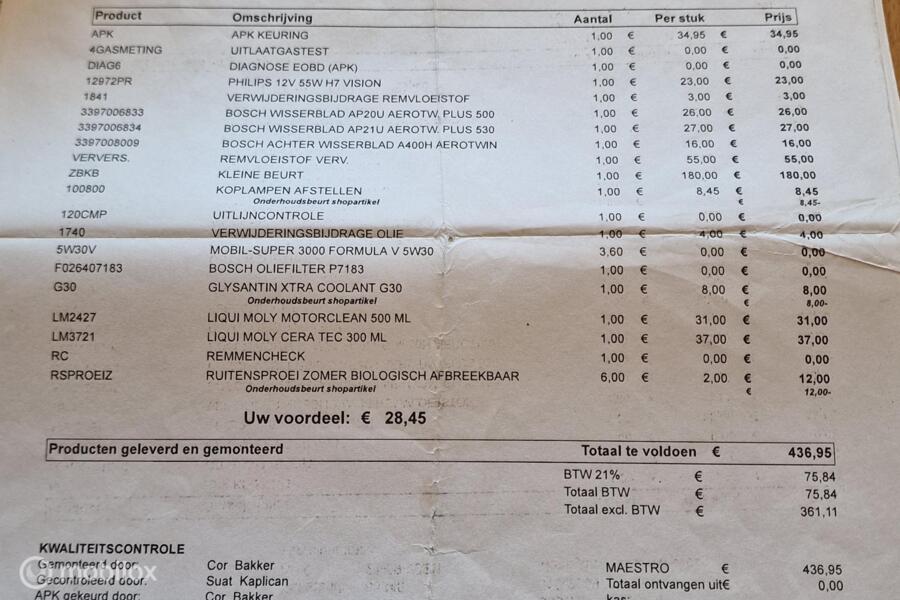 Product Omschrijving Aantal Per stuk Prijs
APK APK KEURING 1,00 € 34,95 € 34,95
4GASMETING UITLAATGASTEST 1,00 € 0,00 € 0,00
DIAG6 DIAGNOSE EOBD (APK) 1,00 € 0,00 € 0,00
12972PR PHILIPS 12V 55W H7 VISION 1,00 € 23,00 € 23,00
1841 VERWIJDERINGSBIJDRAGE REMVLOEISTOF 1,00 € 3,00 € 3,00
3397006833 BOSCH WISSERBLAD AP20U AEROTW. PLUS 500 1,00 € 26,00 € 26,00
3397006834 BOSCH WISSERBLAD AP21U AEROTW. PLUS 530 1,00 € 27,00 € 27,00
3397008009 BOSCH ACHTER WISSERBLAD A400H AEROTWIN 1,00 € 16,00 € 16,00
VERVERS. REMVLOEISTOF VERV. 1,00 € 55,00 € 55,00
ZBKB KLEINE BEURT 1,00 € 180,00 € 180,00
100800 KOPLAMPEN AFSTELLEN 1,00 € 8,45 € 8,45
Onderhoudsbeurt shopartikel € 8,45-
120CMP UITLIJNCONTROLE 1,00 € 0,00 € 0,00
1740 VERWIJDERINGSBIJDRAGE OLIE 1,00 € 4,00 € 4,00
5W30V MOBIL-SUPER 3000 FORMULA V 5W30 3,60 € 0,00 € 0,00
F026407183 BOSCH OLIEFILTER P7183 1,00 € 0,00 € 0,00
G30 GLYSANTIN XTRA COOLANT G30 1,00 € 8,00 € 8,00
Onderhoudsbeurt shopartikel € 8,00-
LM2427 LIQUI MOLY MOTORCLEAN 500 ML 1,00 € 31,00 € 31,00
LM3721 LIQUI MOLY CERA TEC 300 ML 1,00 € 37,00 € 37,00
RC REMMENCHECK 1,00 € 0,00 € 0,00
RSPROEIZ RUITENSPROEI ZOMER BIOLOGISCH AFBREEKBAAR 6,00 € 2,00 € 12,00
Onderhoudsbeurt shopartikel € 12,00-
Uw voordeel: € 28,45
Producten geleverd en gemonteerd Totaal te voldoen € 436,95
BTW 21% € 75,84
Totaal BTW € 75,84
Totaal excl. BTW € 361,11
KWALITEITSCONTROLE
Gemonteerd door: Cor Bakker MAESTRO € 436,95
Gecontroleerd door: Suat Kaplican Totaal ontvangen uit€ 0,00
APK gekeurd door: Cor Bakker kas: